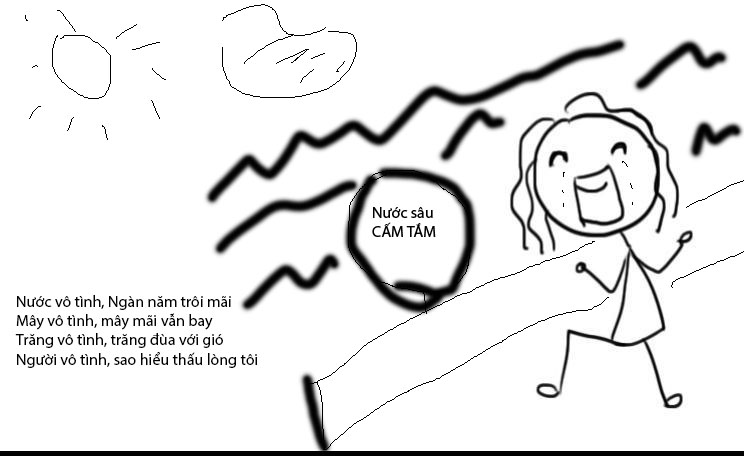 Nước sâu
CẤM TẮM
Nước vô tình, Ngàn năm trôi mãi
Mây vô tình, mây mãi vẫn bay
Trăng vô tình, trăng đùa với gió
Người vô tình, sao hiểu thấu lòng tôi